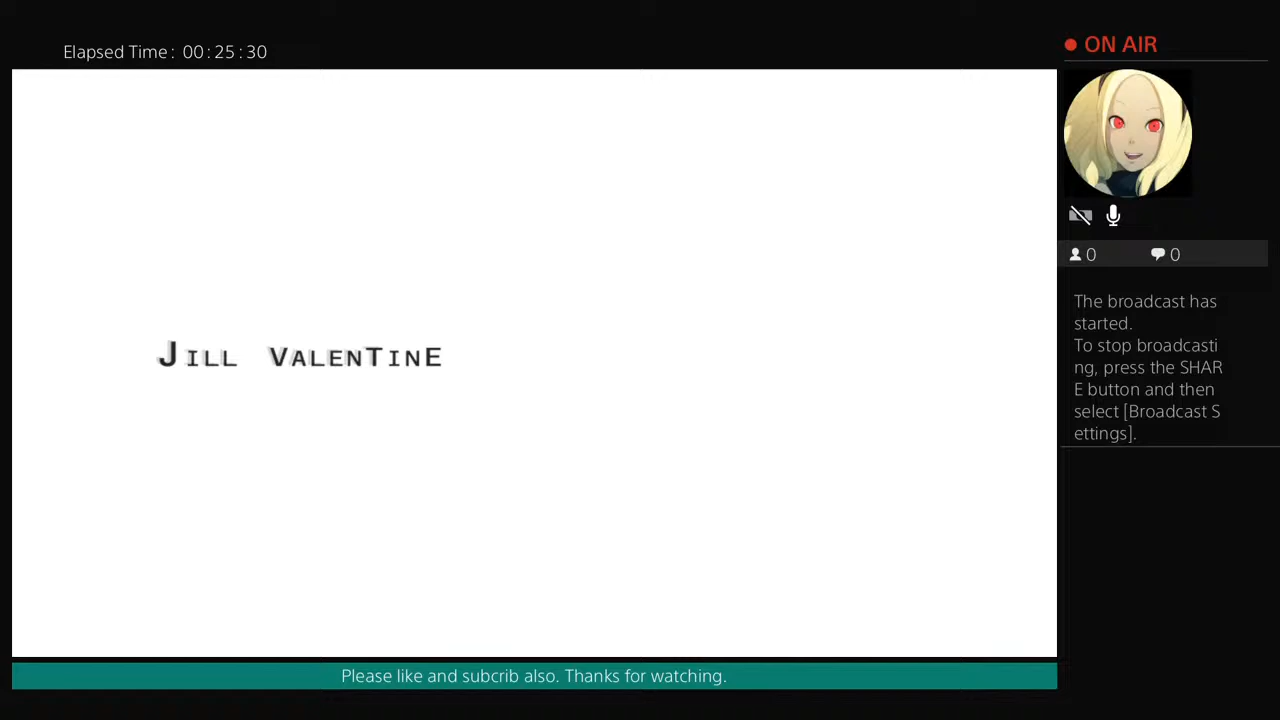 Elapsed Time: 00:25:30
ON AIR
JILL VALENTINE
0
0
The broadcast has
started.
To stop broadcasti
ng, press the SHAR
E button and then
select [Broadcast S
ettings].
Please like and subcrib also. Thanks for watching.